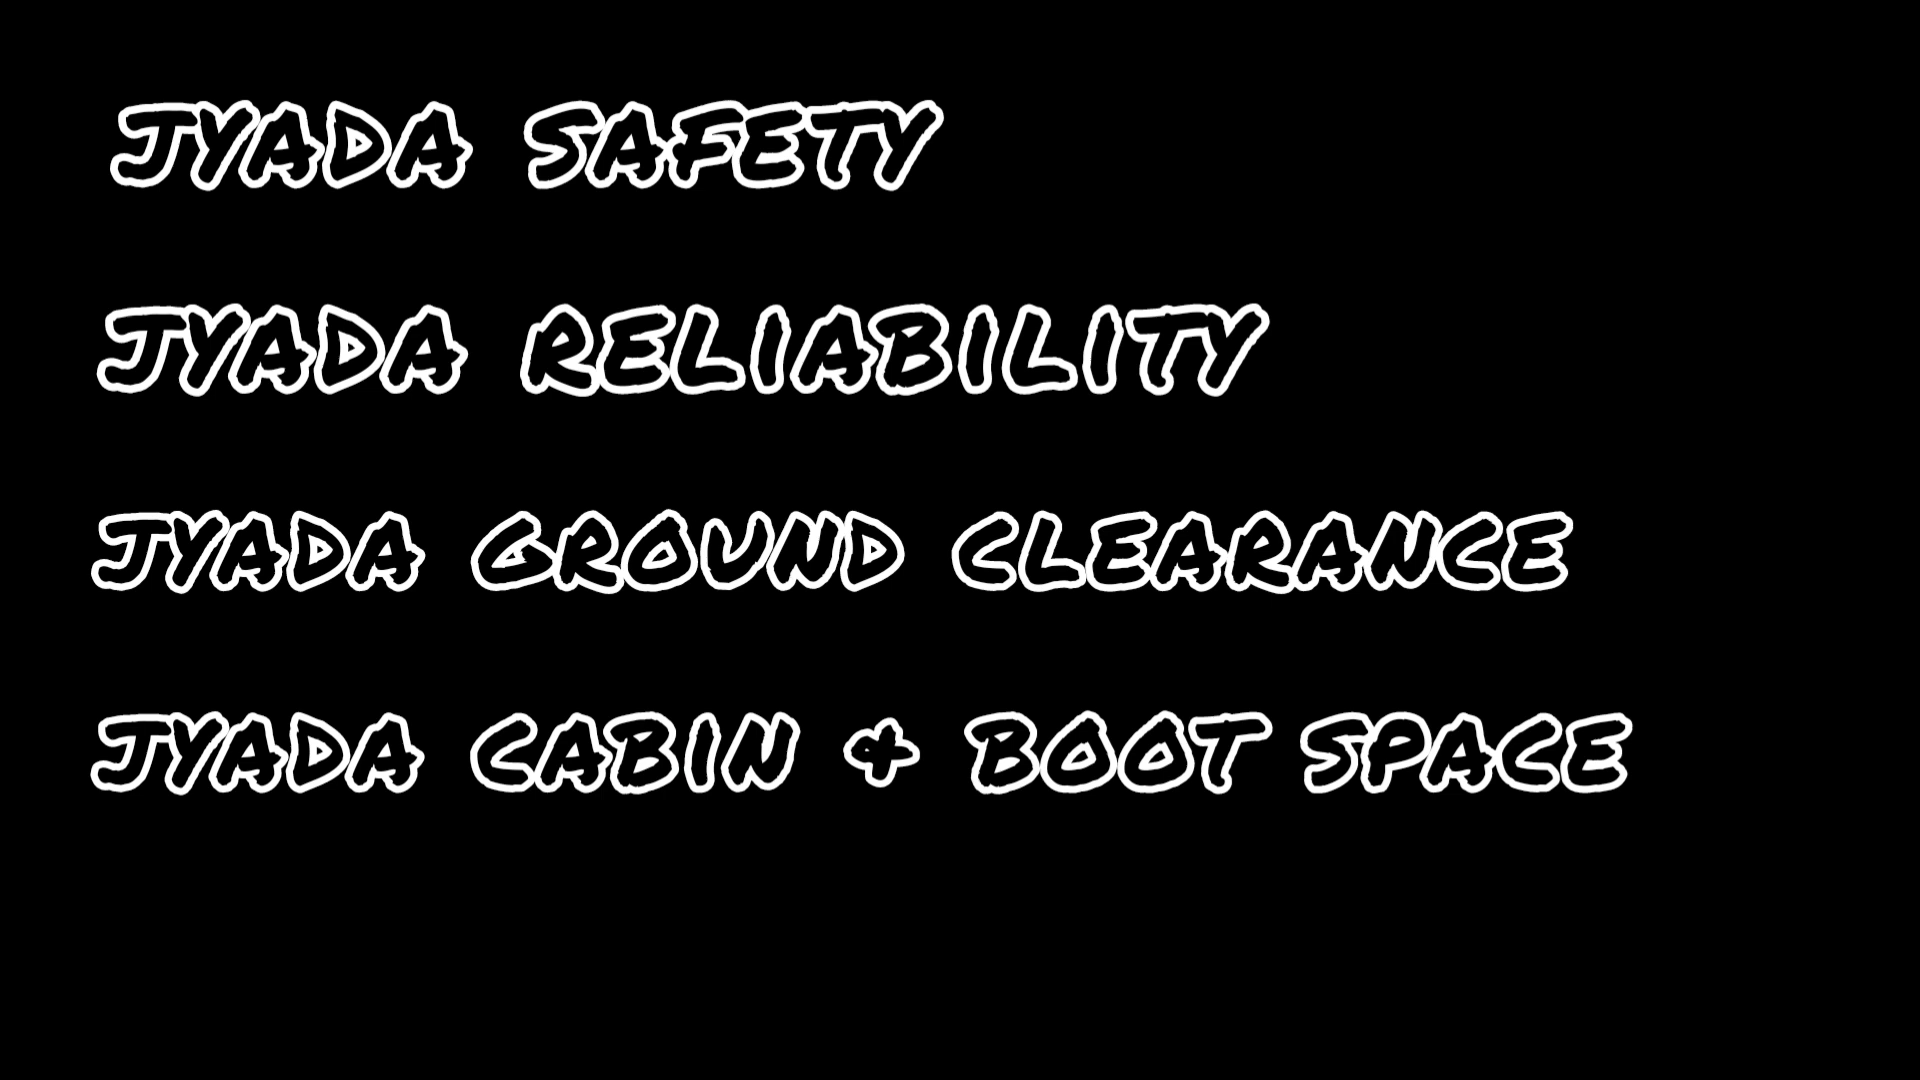 JYADA SAFETY
JYADA RELIABILITY
JYADA GROUND CLEARANCE
JYADA CABIN & BOOT SPACE